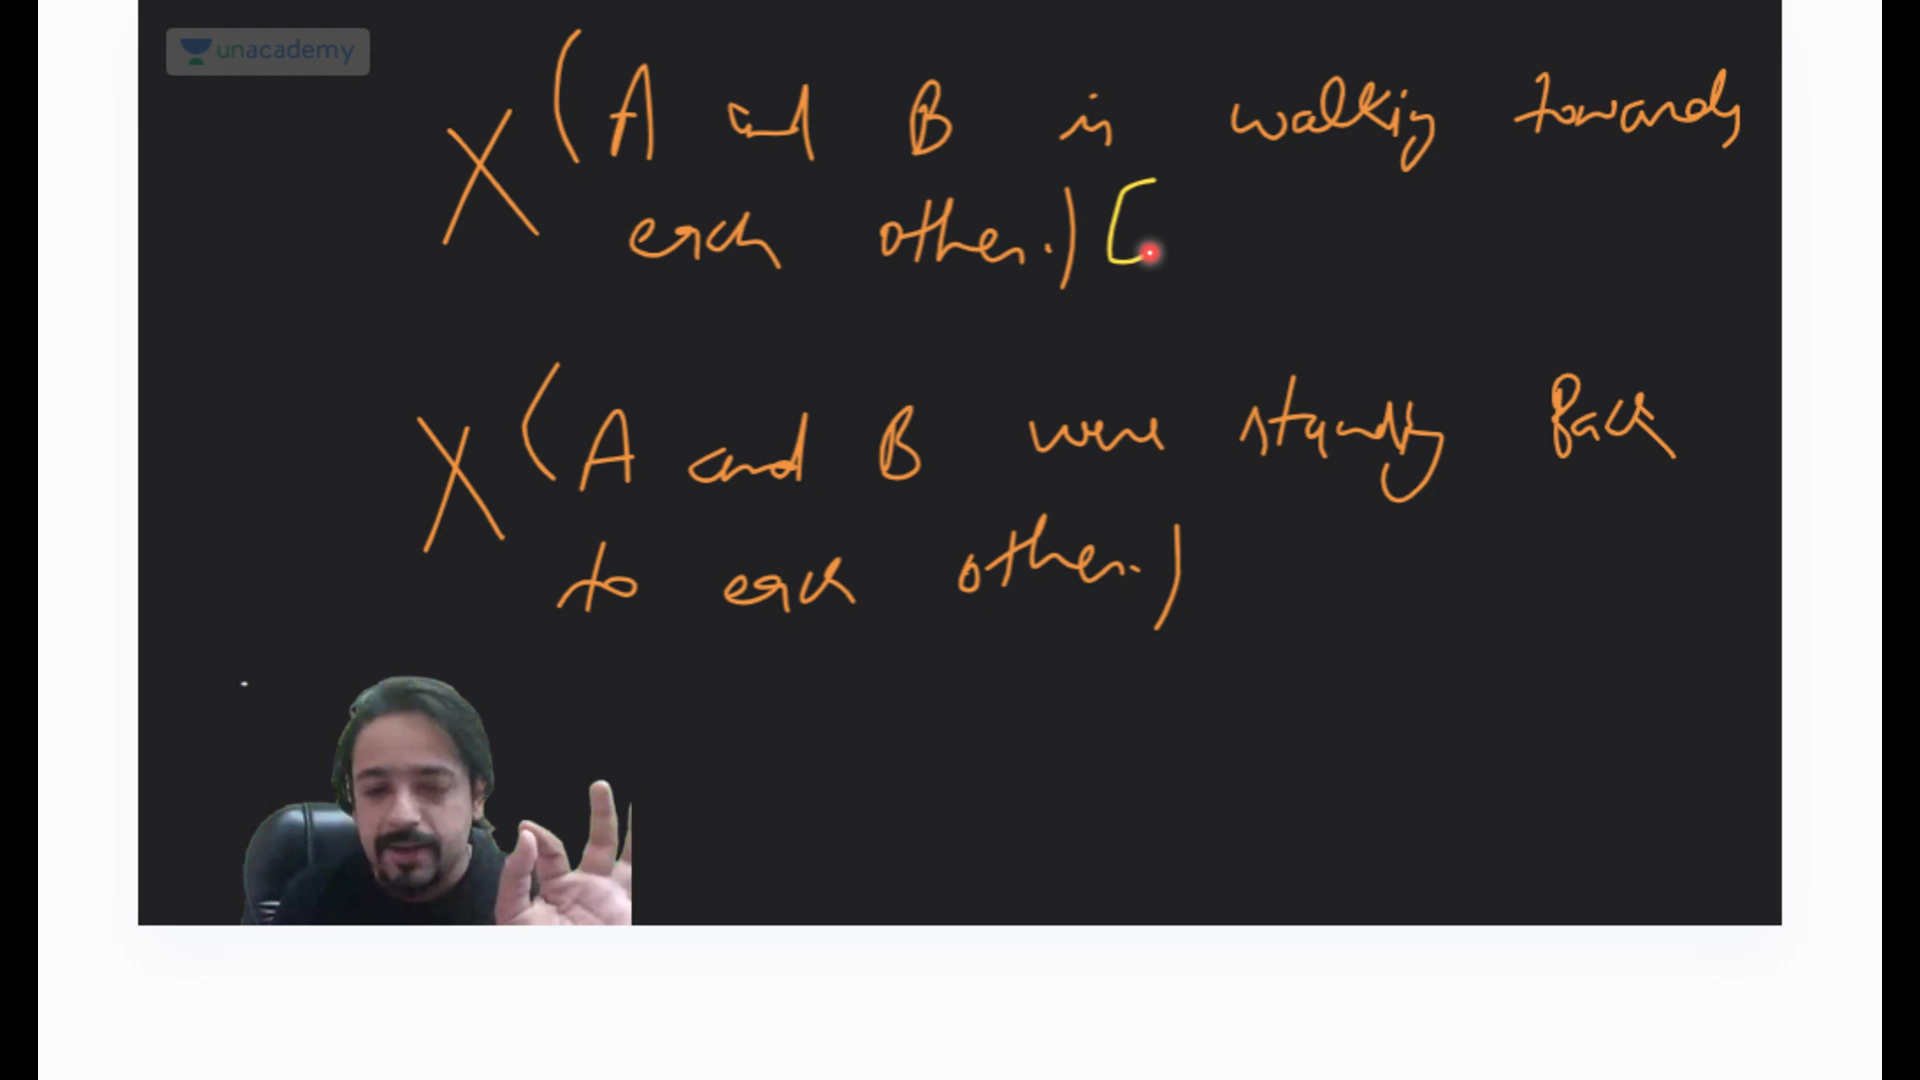 unacademy
X (A and B is walking towards
each other.) [
X (A and B were standing Back
to each other.)